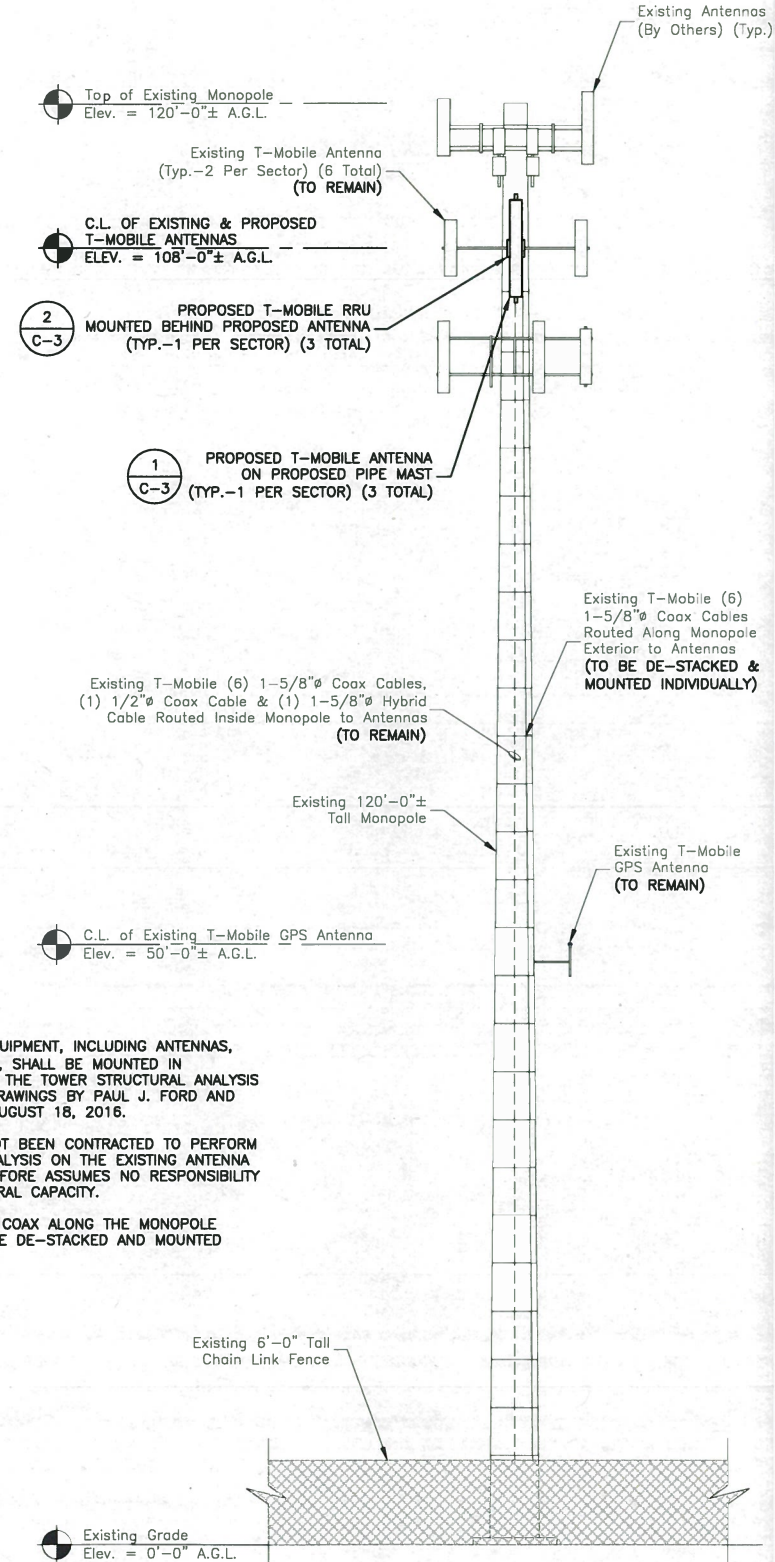 Existing Antennas
(By Others) (Typ.)
Top of Existing Monopole
Elev. = 120'-0"± A.G.L.
Existing T-Mobile Antenna
(Typ.-2 Per Sector) (6 Total)
(TO REMAIN)
C.L. OF EXISTING & PROPOSED
T-MOBILE ANTENNAS
ELEV. = 108'-0"± A.G.L.
2
C-3
PROPOSED T-MOBILE RRU
MOUNTED BEHIND PROPOSED ANTENNA
(TYP.-1 PER SECTOR) (3 TOTAL)
1
C-3
PROPOSED T-MOBILE ANTENNA
ON PROPOSED PIPE MAST
(TYP.-1 PER SECTOR) (3 TOTAL)
Existing T-Mobile (6)
1-5/8"ø Coax Cables
Routed Along Monopole
Exterior to Antennas
(TO BE DE-STACKED &
MOUNTED INDIVIDUALLY)
Existing T-Mobile (6) 1-5/8"ø Coax Cables,
(1) 1/2"ø Coax Cable & (1) 1-5/8"ø Hybrid
Cable Routed Inside Monopole to Antennas
(TO REMAIN)
Existing 120'-0"±
Tall Monopole
Existing T-Mobile
GPS Antenna
(TO REMAIN)
C.L. of Existing T-Mobile GPS Antenna
Elev. = 50'-0"± A.G.L.
UIPMENT, INCLUDING ANTENNAS,
, SHALL BE MOUNTED IN
THE TOWER STRUCTURAL ANALYSIS
RAWINGS BY PAUL J. FORD AND
UGUST 18, 2016.
OT BEEN CONTRACTED TO PERFORM
ALYSIS ON THE EXISTING ANTENNA
EFORE ASSUMES NO RESPONSIBILITY
RAL CAPACITY.
COAX ALONG THE MONOPOLE
E DE-STACKED AND MOUNTED
Existing 6'-0" Tall
Chain Link Fence
Existing Grade
Elev. = 0'-0" A.G.L.